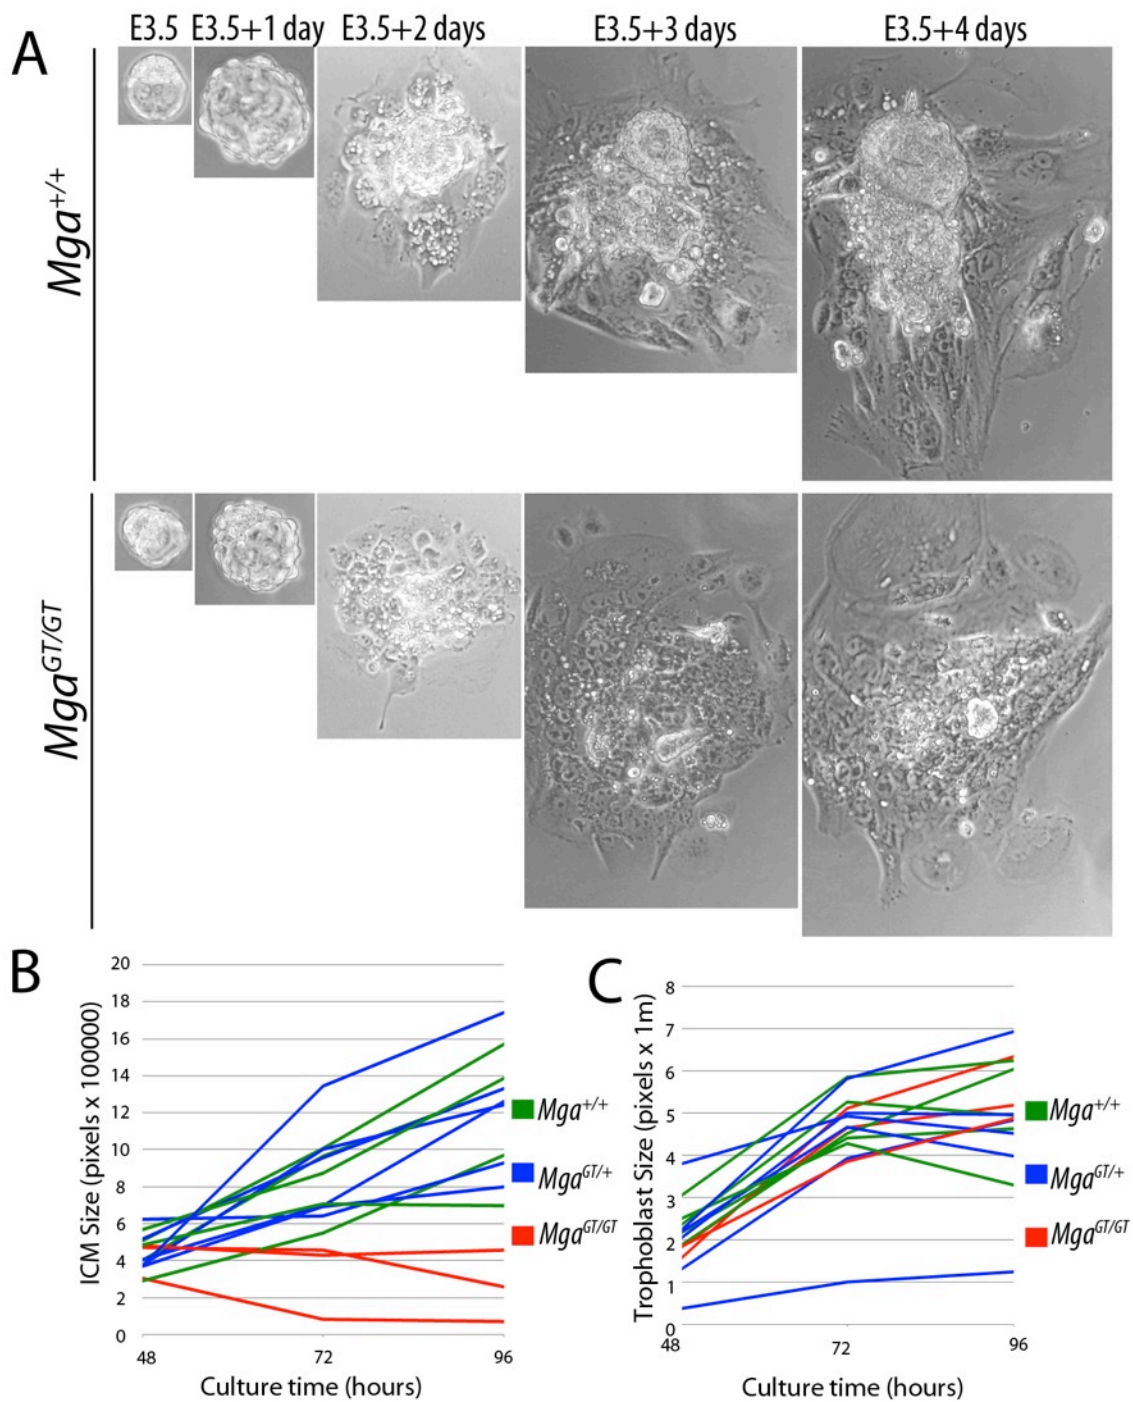 A
E3.5 E3.5+1 day E3.5+2 days E3.5+3 days E3.5+4 days
Mga+/+
MgaGT/GT
B
ICM Size (pixels x 100000)
20
18
16
14
12
10
8
6
4
2
0
48 72 96
Culture time (hours)
Mga+/+
MgaGT/+
MgaGT/GT
C
Trophoblast Size (pixels x 1m)
8
7
6
5
4
3
2
1
0
48 72 96
Culture time (hours)
Mga+/+
MgaGT/+
MgaGT/GT